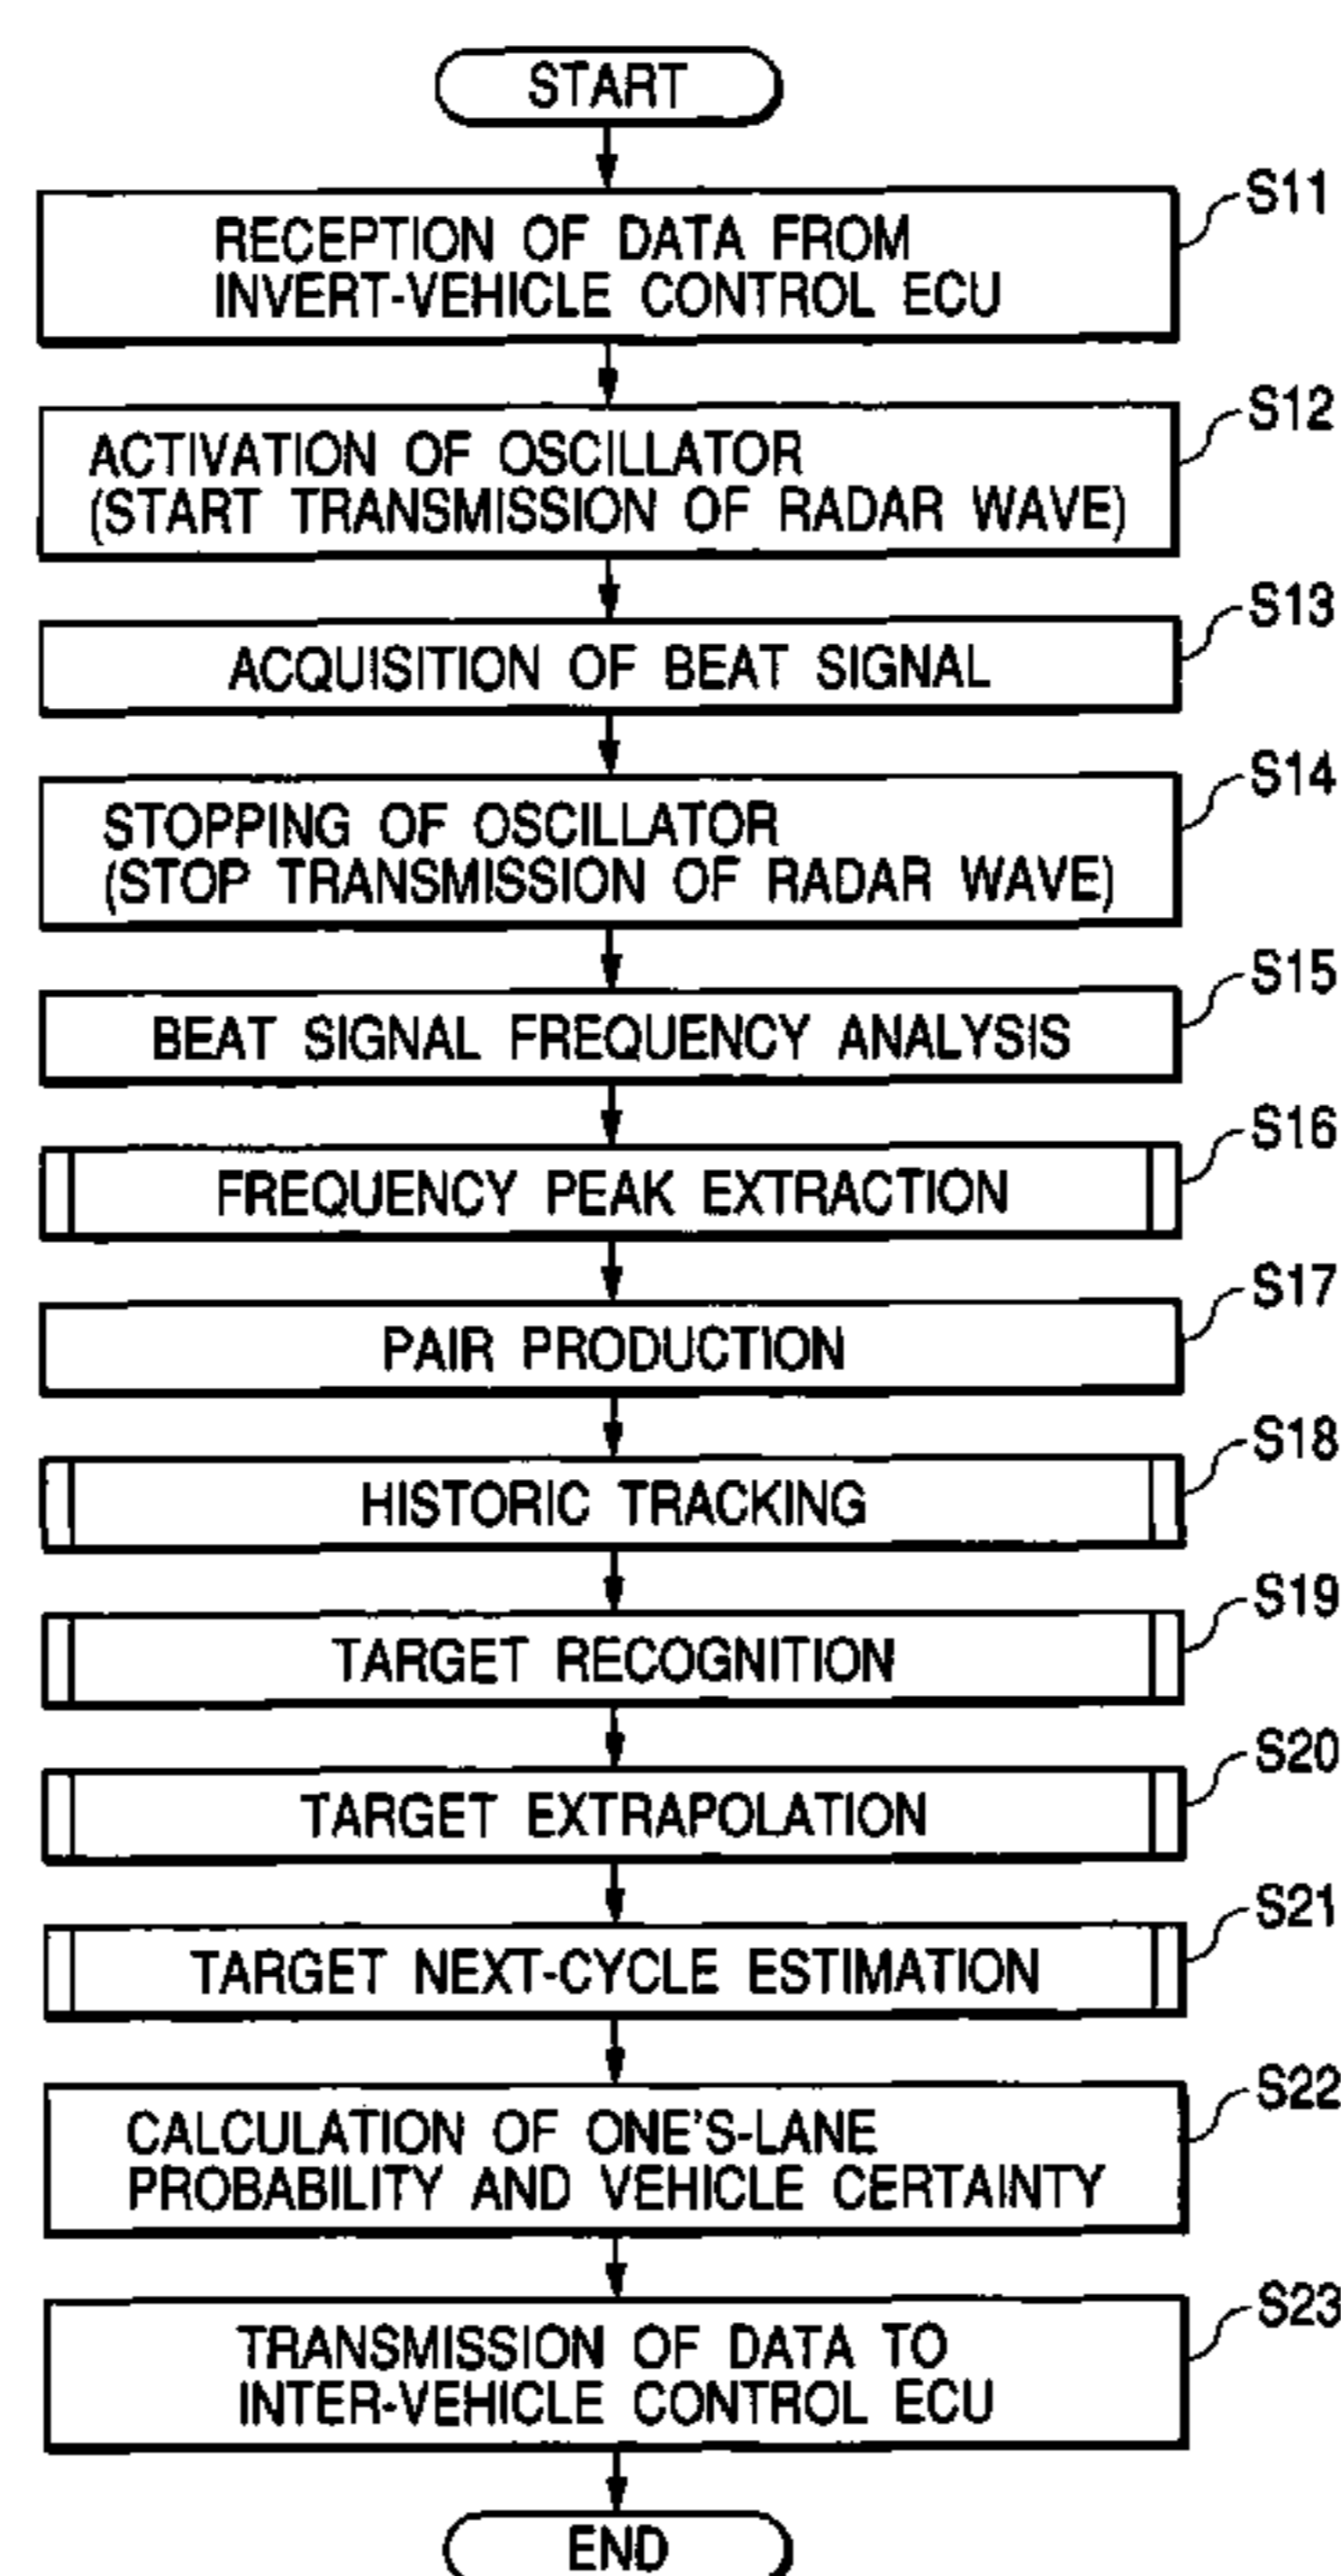 START
S11
RECEPTION OF DATA FROM
INVERT-VEHICLE CONTROL ECU
S12
ACTIVATION OF OSCILLATOR
(START TRANSMISSION OF RADAR WAVE)
S13
ACQUISITION OF BEAT SIGNAL
S14
STOPPING OF OSCILLATOR
(STOP TRANSMISSION OF RADAR WAVE)
S15
BEAT SIGNAL FREQUENCY ANALYSIS
S16
FREQUENCY PEAK EXTRACTION
S17
PAIR PRODUCTION
S18
HISTORIC TRACKING
S19
TARGET RECOGNITION
S20
TARGET EXTRAPOLATION
S21
TARGET NEXT-CYCLE ESTIMATION
S22
CALCULATION OF ONE'S-LANE
PROBABILITY AND VEHICLE CERTAINTY
S23
TRANSMISSION OF DATA TO
INTER-VEHICLE CONTROL ECU
END